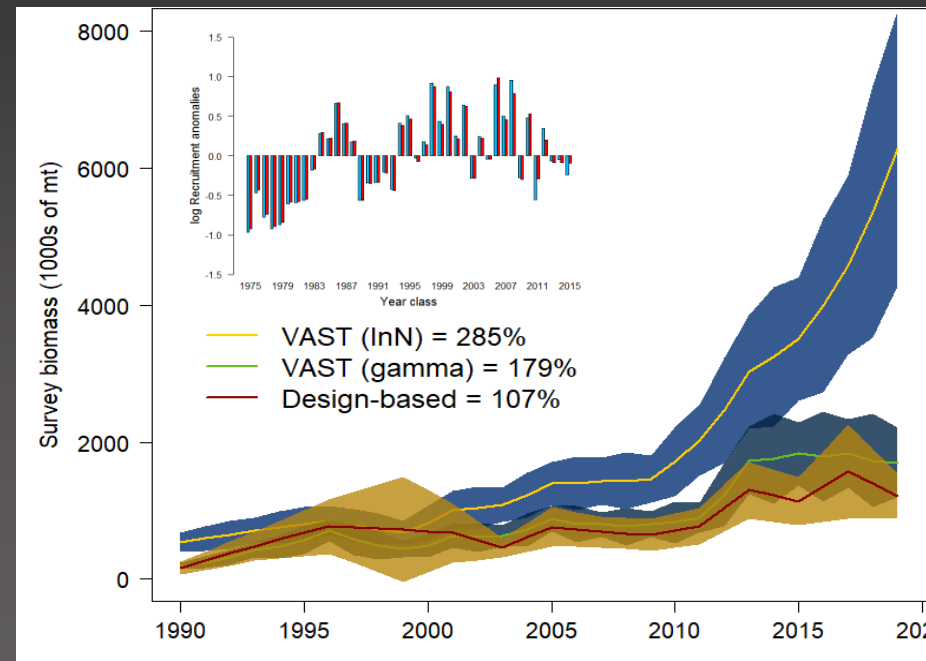 Survey biomass (1000s of mt)
8000
6000
4000
2000
0
log Recruitment anomalies
1.5
1.0
0.5
0.0
-0.5
-1.0
-1.5
1975 1979 1983 1987 1991 1995 1999 2003 2007 2011 2015
Year class
VAST (lnN) = 285%
VAST (gamma) = 179%
Design-based = 107%
1990 1995 2000 2005 2010 2015 202